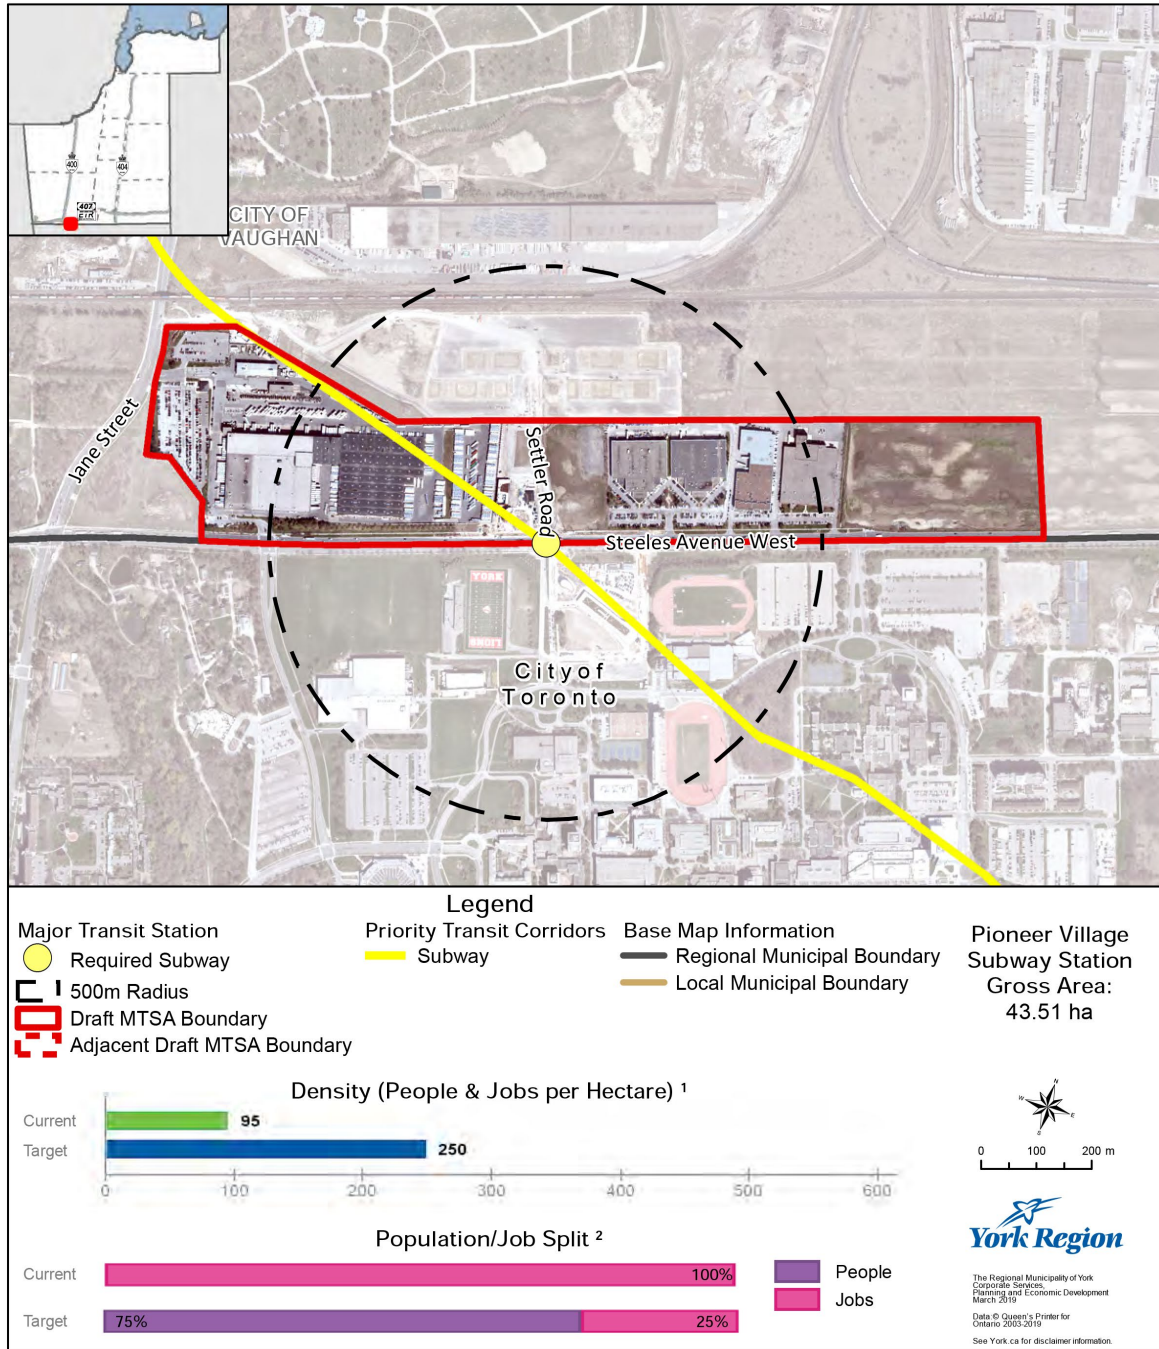 400
404
407
ETR
CITY OF
VAUGHAN
Jane Street
Settler Road
Steeles Avenue West
YORK
LIONS
City of
Toronto
Legend
Major Transit Station
Required Subway
500m Radius
Draft MTSA Boundary
Adjacent Draft MTSA Boundary
Priority Transit Corridors
Subway
Base Map Information
Regional Municipal Boundary
Local Municipal Boundary
Pioneer Village
Subway Station
Gross Area:
43.51 ha
Density (People & Jobs per Hectare) ¹
Current
95
Target
250
0 100 200 300 400 500 600
N
W
E
S
0 100 200 m
Population/Job Split ²
Current
100%
Target
75% 25%
People
Jobs
York Region
The Regional Municipality of York
Corporate Services,
Planning and Economic Development
March 2019
Data:© Queen's Printer for
Ontario 2003-2019
See York.ca for disclaimer information.